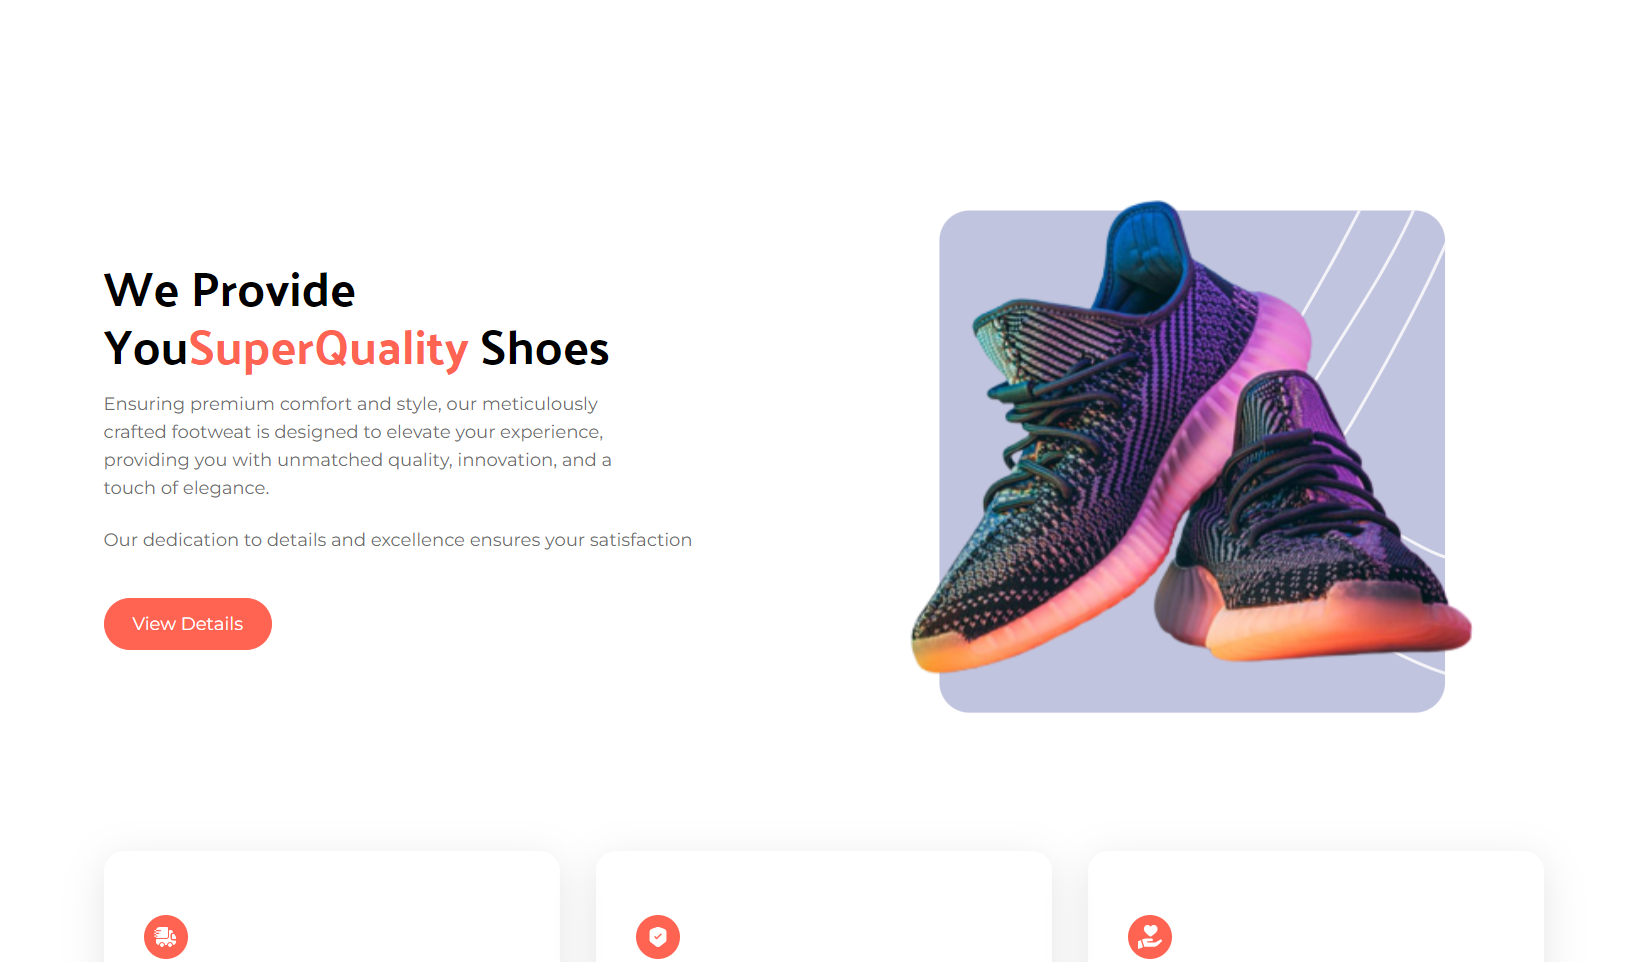 We Provide
YouSuperQuality Shoes
Ensuring premium comfort and style, our meticulously
crafted footweat is designed to elevate your experience,
providing you with unmatched quality, innovation, and a
touch of elegance.
Our dedication to details and excellence ensures your satisfaction
View Details